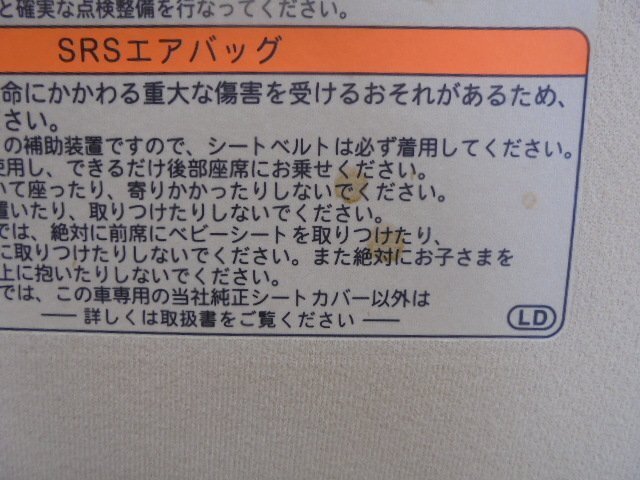 と確実な点検整備を行なってください。
SRSエアバッグ
命にかかわる重大な傷害を受けるおそれがあるため、
さい。
の補助装置ですので、シートベルトは必ず着用してください。
使用し、できるだけ後部座席にお乗せください。
いて座ったり、寄りかかったりしないでください。
置いたり、取りつけたりしないでください。
では、絶対に前席にベビーシートを取りつけたり、
に取りつけたりしないでください。また絶対にお子さまを
上に抱いたりしないでください。
では、この車専用の当社純正シートカバー以外は
詳しくは取扱書をご覧ください
LD